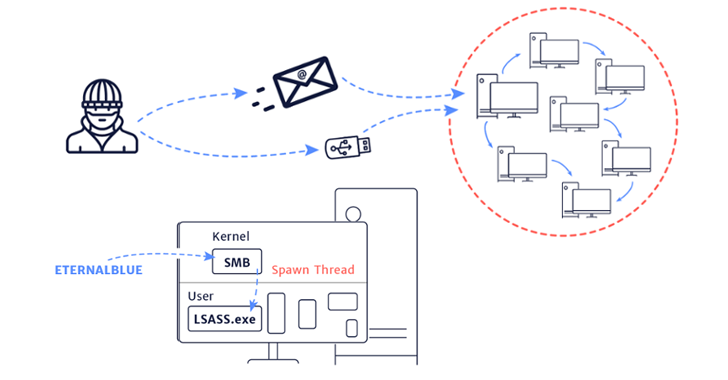 @
Kernel
SMB
ETERNALBLUE
Spawn Thread
User
LSASS.exe